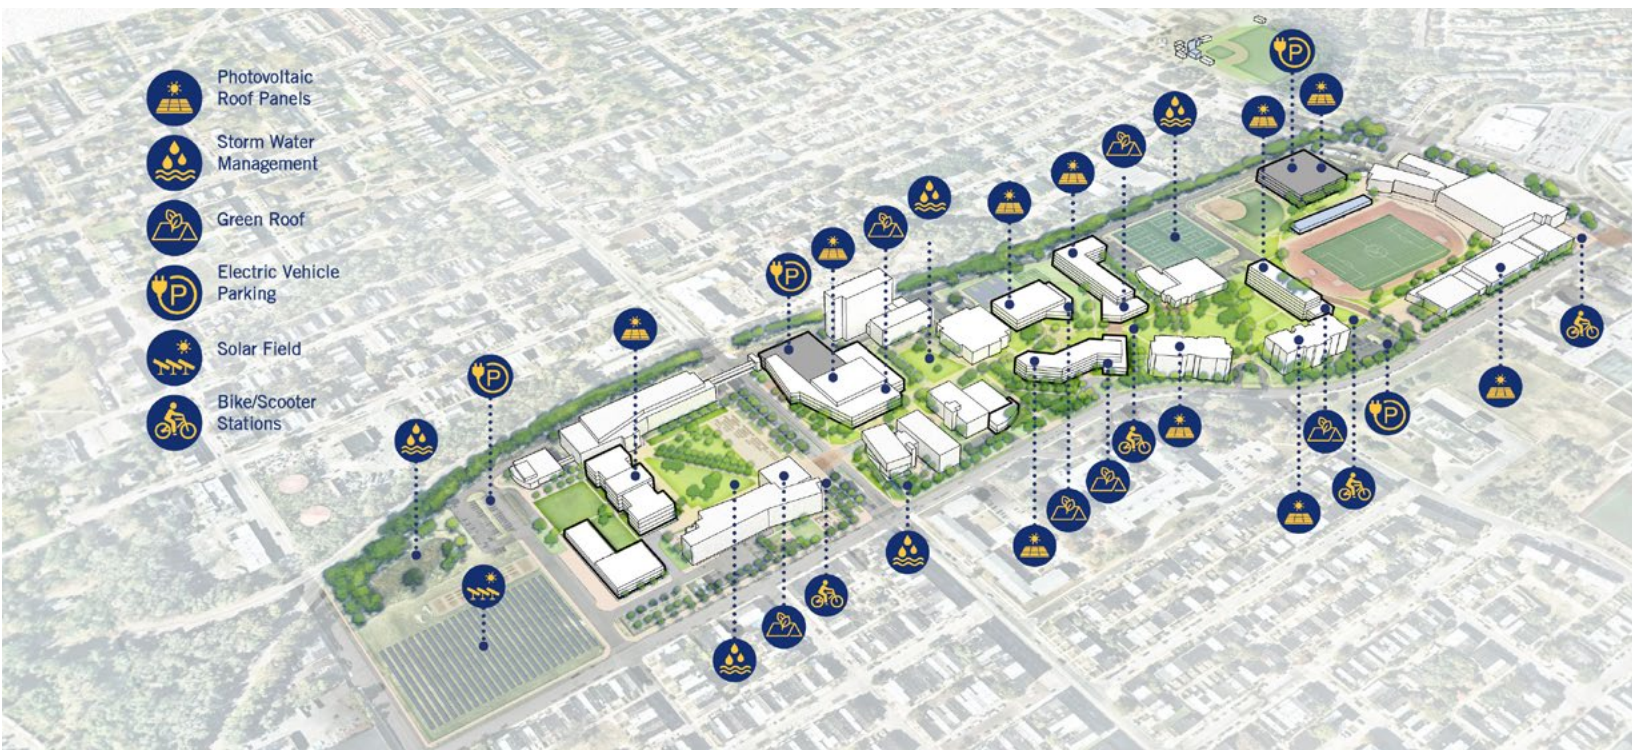 Photovoltaic
Roof Panels
Storm Water
Management
Green Roof
Electric Vehicle
Parking
Solar Field
Bike/Scooter
Stations
P
P
P
P
P